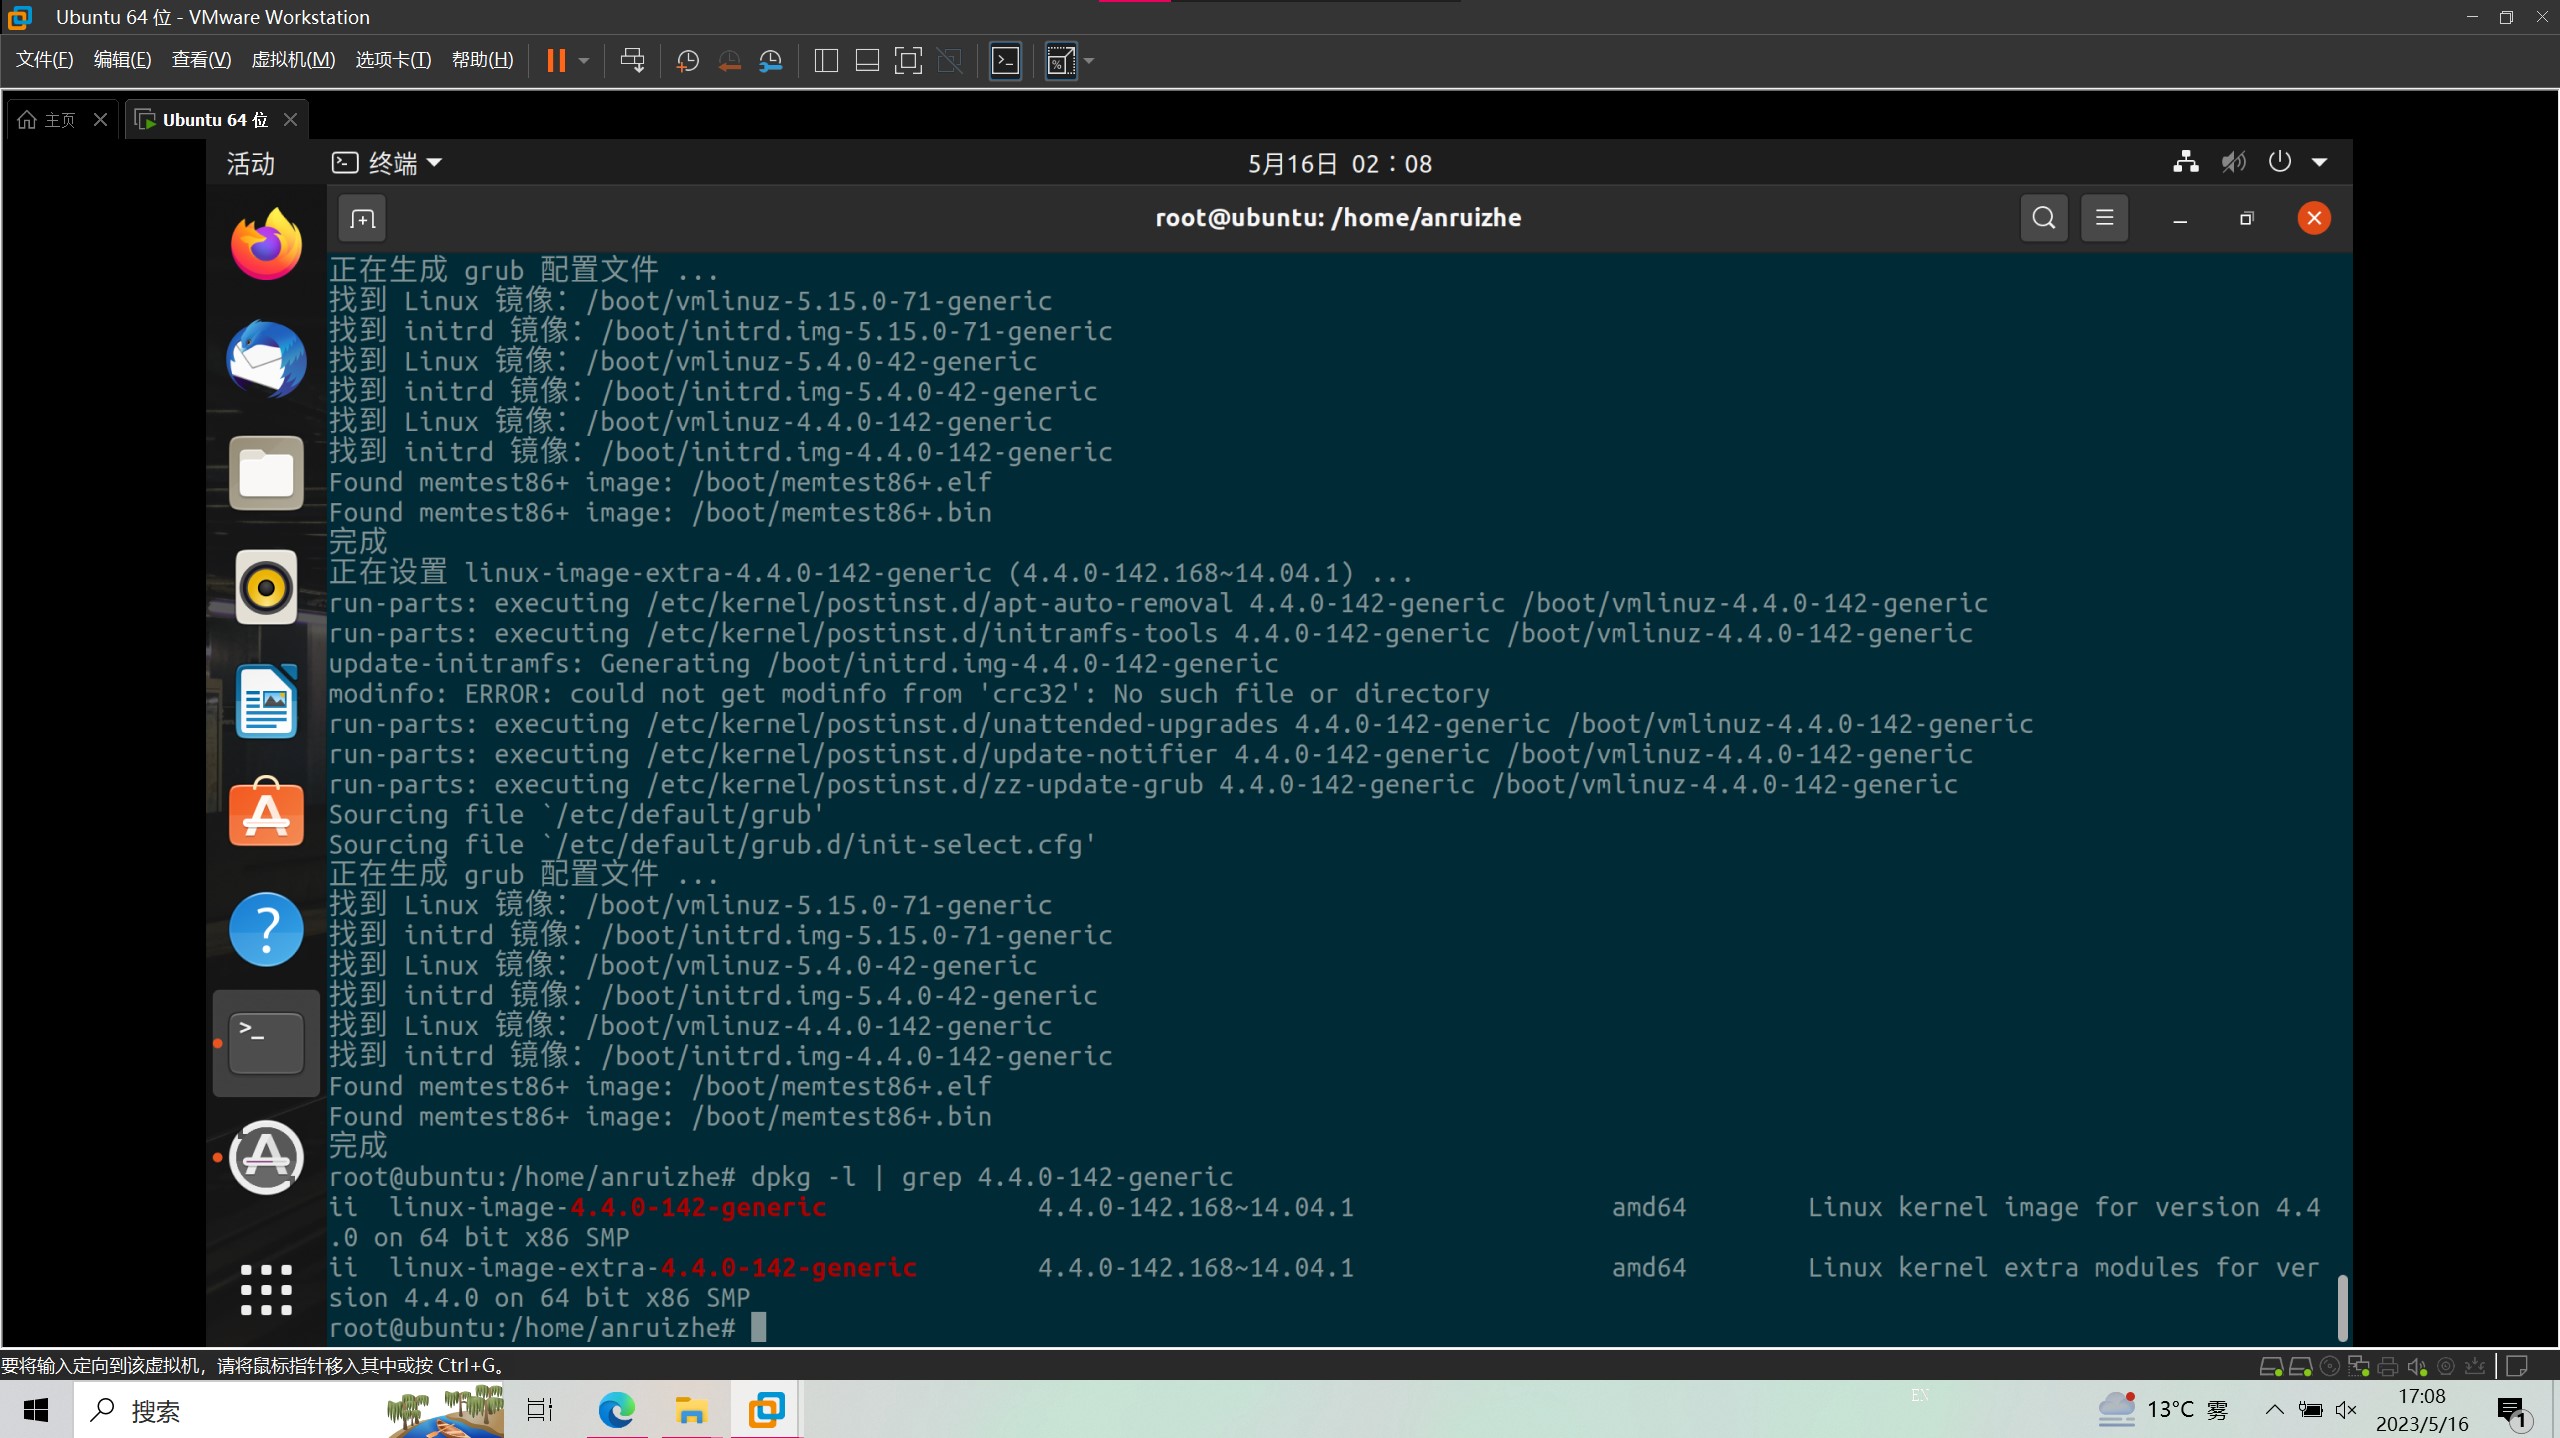 Ubuntu 64 位 - VMware Workstation
文件(F) 编辑(E) 查看(V) 虚拟机(M) 选项卡(T) 帮助(H)
主页 Ubuntu 64 位
活动 终端 5月16日 02：08
root@ubuntu: /home/anruizhe
正在生成 grub 配置文件 ...
找到 Linux 镜像：/boot/vmlinuz-5.15.0-71-generic
找到 initrd 镜像：/boot/initrd.img-5.15.0-71-generic
找到 Linux 镜像：/boot/vmlinuz-5.4.0-42-generic
找到 initrd 镜像：/boot/initrd.img-5.4.0-42-generic
找到 Linux 镜像：/boot/vmlinuz-4.4.0-142-generic
找到 initrd 镜像：/boot/initrd.img-4.4.0-142-generic
Found memtest86+ image: /boot/memtest86+.elf
Found memtest86+ image: /boot/memtest86+.bin
完成
正在设置 linux-image-extra-4.4.0-142-generic (4.4.0-142.168~14.04.1) ...
run-parts: executing /etc/kernel/postinst.d/apt-auto-removal 4.4.0-142-generic /boot/vmlinuz-4.4.0-142-generic
run-parts: executing /etc/kernel/postinst.d/initramfs-tools 4.4.0-142-generic /boot/vmlinuz-4.4.0-142-generic
update-initramfs: Generating /boot/initrd.img-4.4.0-142-generic
modinfo: ERROR: could not get modinfo from 'crc32': No such file or directory
run-parts: executing /etc/kernel/postinst.d/unattended-upgrades 4.4.0-142-generic /boot/vmlinuz-4.4.0-142-generic
run-parts: executing /etc/kernel/postinst.d/update-notifier 4.4.0-142-generic /boot/vmlinuz-4.4.0-142-generic
run-parts: executing /etc/kernel/postinst.d/zz-update-grub 4.4.0-142-generic /boot/vmlinuz-4.4.0-142-generic
Sourcing file `/etc/default/grub'
Sourcing file `/etc/default/grub.d/init-select.cfg'
正在生成 grub 配置文件 ...
找到 Linux 镜像：/boot/vmlinuz-5.15.0-71-generic
找到 initrd 镜像：/boot/initrd.img-5.15.0-71-generic
找到 Linux 镜像：/boot/vmlinuz-5.4.0-42-generic
找到 initrd 镜像：/boot/initrd.img-5.4.0-42-generic
找到 Linux 镜像：/boot/vmlinuz-4.4.0-142-generic
找到 initrd 镜像：/boot/initrd.img-4.4.0-142-generic
Found memtest86+ image: /boot/memtest86+.elf
Found memtest86+ image: /boot/memtest86+.bin
完成
root@ubuntu:/home/anruizhe# dpkg -l | grep 4.4.0-142-generic
ii  linux-image-4.4.0-142-generic 4.4.0-142.168~14.04.1 amd64 Linux kernel image for version 4.4
.0 on 64 bit x86 SMP
ii  linux-image-extra-4.4.0-142-generic 4.4.0-142.168~14.04.1 amd64 Linux kernel extra modules for ver
sion 4.4.0 on 64 bit x86 SMP
root@ubuntu:/home/anruizhe#
要将输入定向到该虚拟机，请将鼠标指针移入其中或按 Ctrl+G。
搜索
EX
13°C 雾
17:08
2023/5/16
1